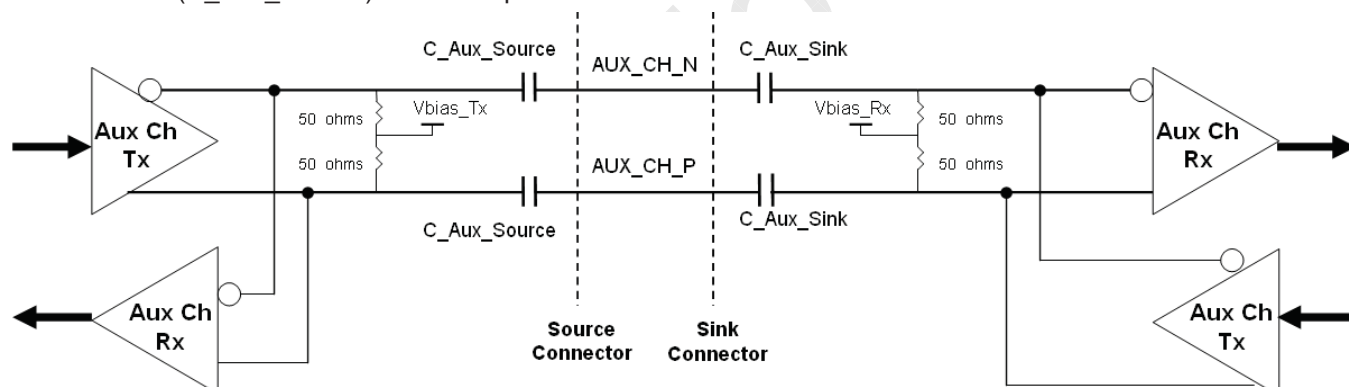 C_Aux_Source
AUX_CH_N
C_Aux_Sink
Aux Ch
Tx
50 ohms
Vbias_Tx
50 ohms
Vbias_Rx
50 ohms
50 ohms
Aux Ch
Rx
AUX_CH_P
C_Aux_Source
C_Aux_Sink
Aux Ch
Rx
Source
Connector
Sink
Connector
Aux Ch
Tx